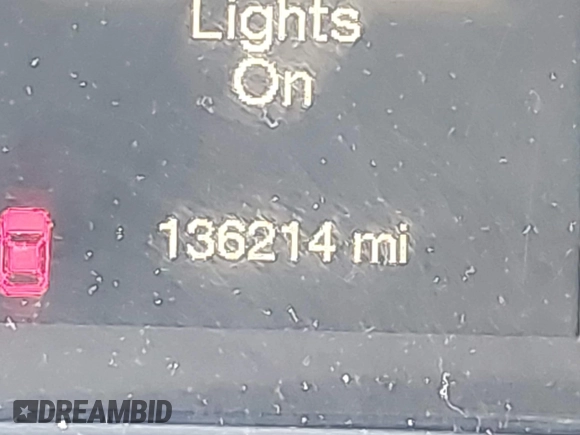 Lights
On
136214 mi
DREAMBID